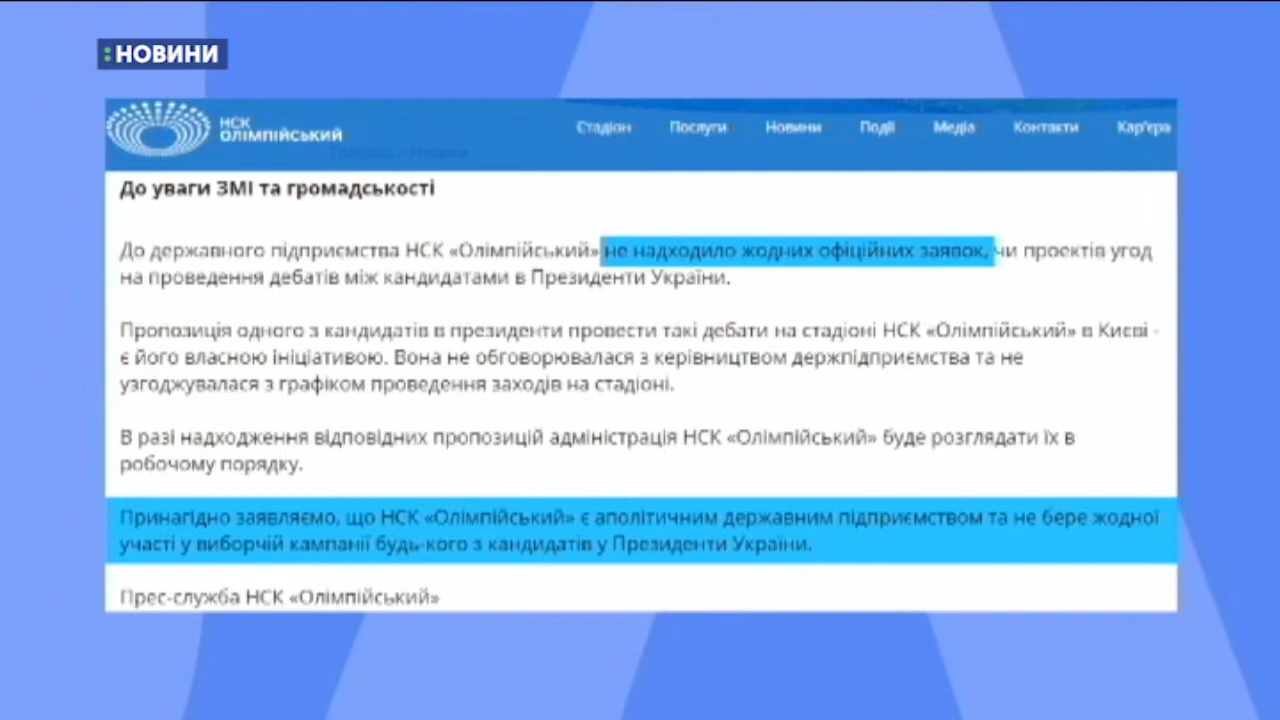 :НОВИНИ
НСК
ОЛІМПІЙСЬКИЙ
Стадіон Послуги Новини Події Медіа Контакти Кар'єра
Головна > Новини
До уваги ЗМІ та громадськості
До державного підприємства НСК «Олімпійський» не надходило жодних офіційних заявок, чи проектів угод
на проведення дебатів між кандидатами в Президенти України.
Пропозиція одного з кандидатів в президенти провести такі дебати на стадіоні НСК «Олімпійський» в Києві -
є його власною ініціативою. Вона не обговорювалася з керівництвом держпідприємства та не
узгоджувалася з графіком проведення заходів на стадіоні.
В разі надходження відповідних пропозицій адміністрація НСК «Олімпійський» буде розглядати їх в
робочому порядку.
Принагідно заявляємо, що НСК «Олімпійський» є аполітичним державним підприємством та не бере жодної
участі у виборчій кампанії будь-кого з кандидатів у Президенти України.
Прес-служба НСК «Олімпійський»